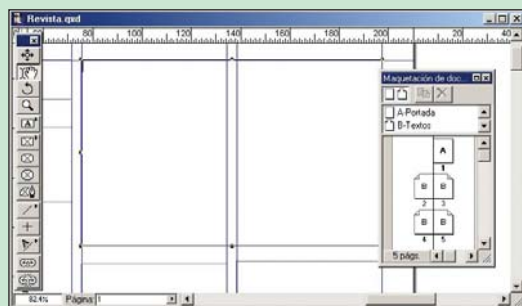 Revista.qxd
80 100 120 140 160 180 200 20 40
Maquetación de doc...
A-Portada
B-Textos
A
1
B B
2 3
B B
4 5
5 págs.
82.4% Página: 1